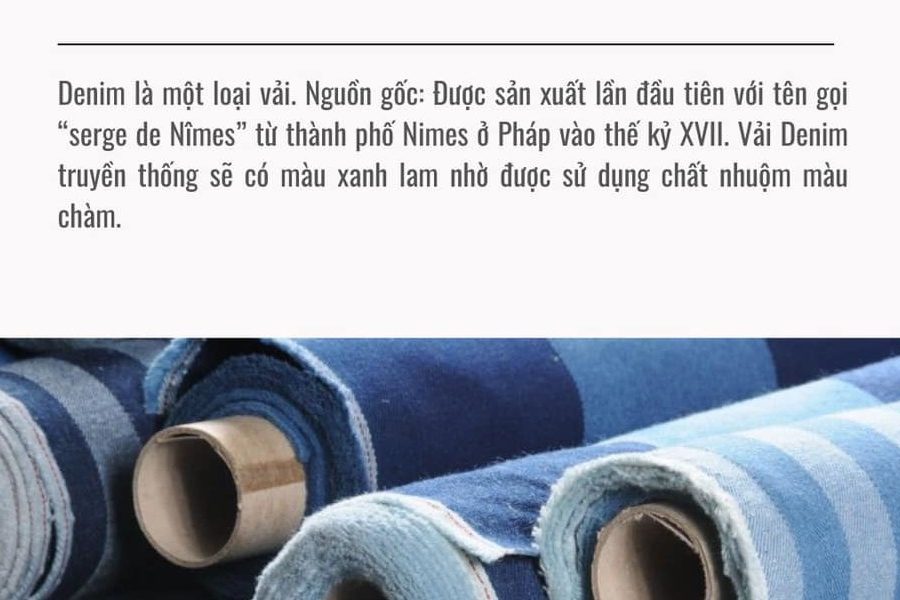 Denim là một loại vải. Nguồn gốc: Được sản xuất lần đầu tiên với tên gọi
“serge de Nîmes” từ thành phố Nimes ở Pháp vào thế kỷ XVII. Vải Denim
truyền thống sẽ có màu xanh lam nhờ được sử dụng chất nhuộm màu
chàm.